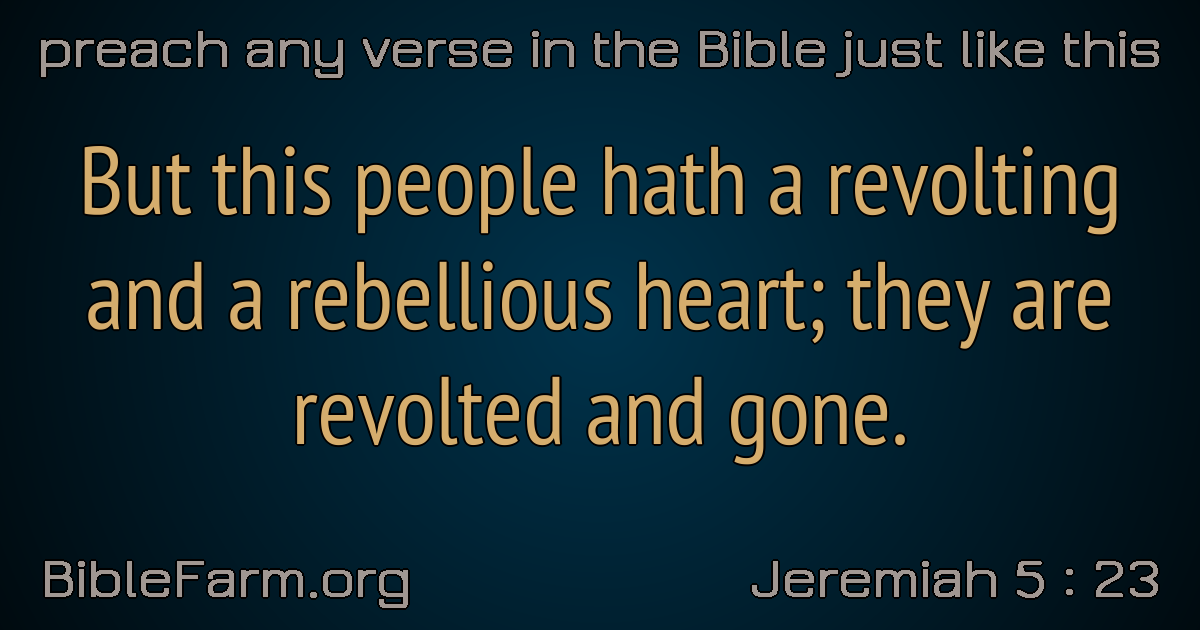 preach any verse in the Bible just like this
But this people hath a revolting
and a rebellious heart; they are
revolted and gone.
BibleFarm.org
Jeremiah 5 : 23